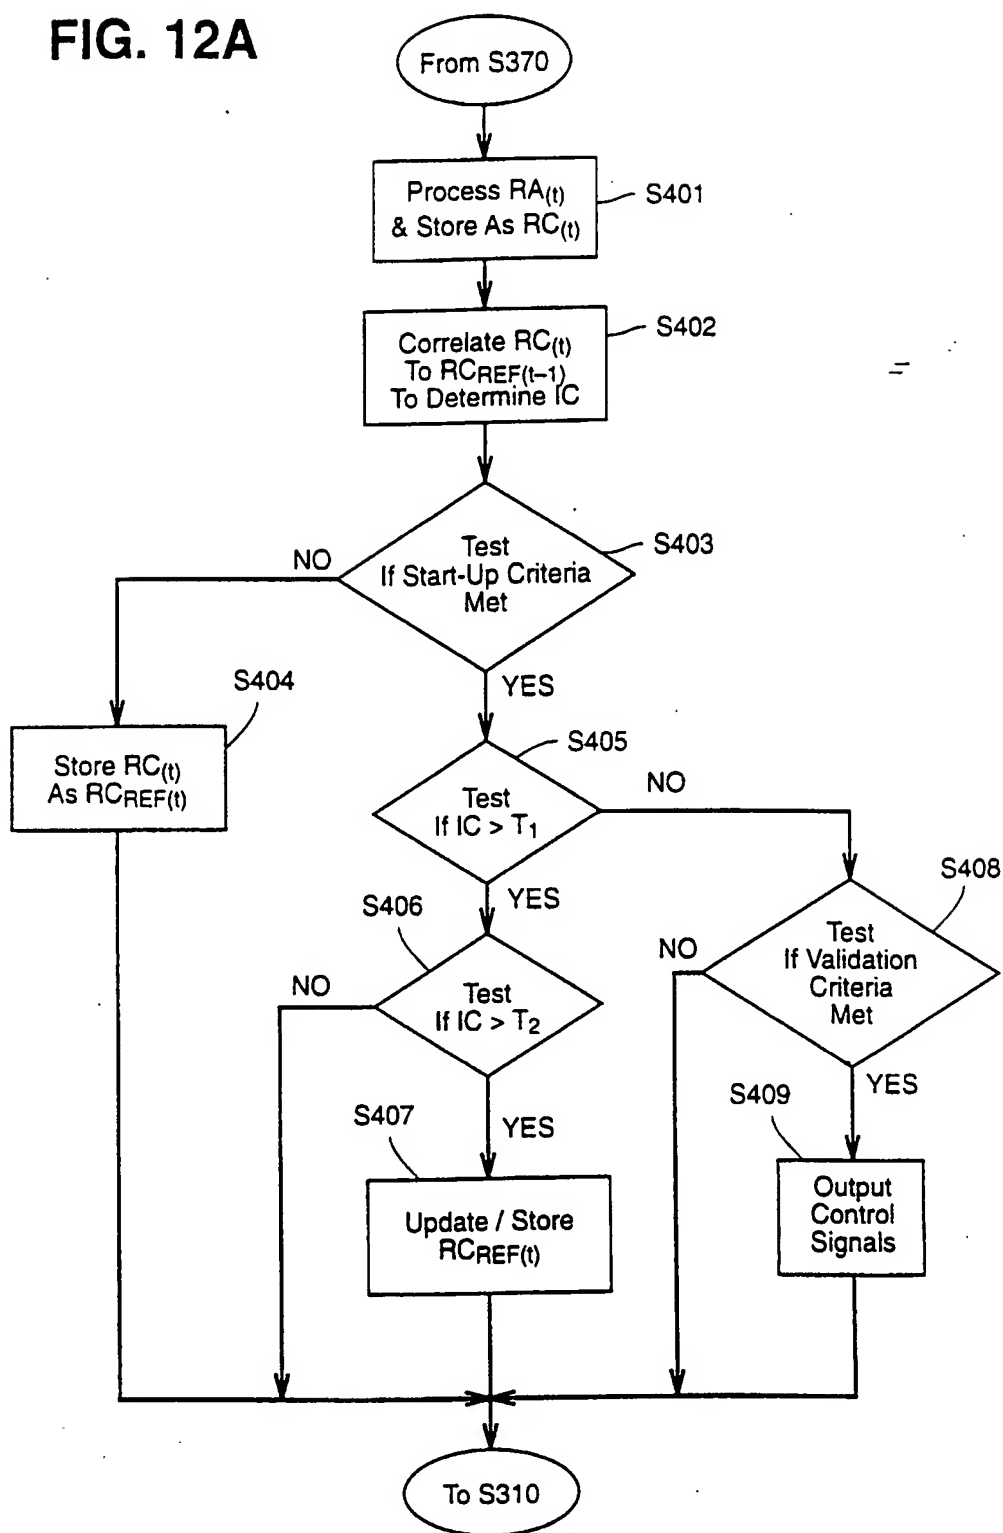 FIG. 12A
From S370
Process RA(t)
& Store As RC(t)
S401
Correlate RC(t)
To RCREF(t–1)
To Determine IC
S402
Test
If Start-Up Criteria
Met
S403
NO
YES
S404
Store RC(t)
As RCREF(t)
S405
Test
If IC > T1
NO
YES
S406
Test
If IC > T2
NO
YES
S408
Test
If Validation
Criteria
Met
NO
YES
S407
Update / Store
RCREF(t)
S409
Output
Control
Signals
To S310